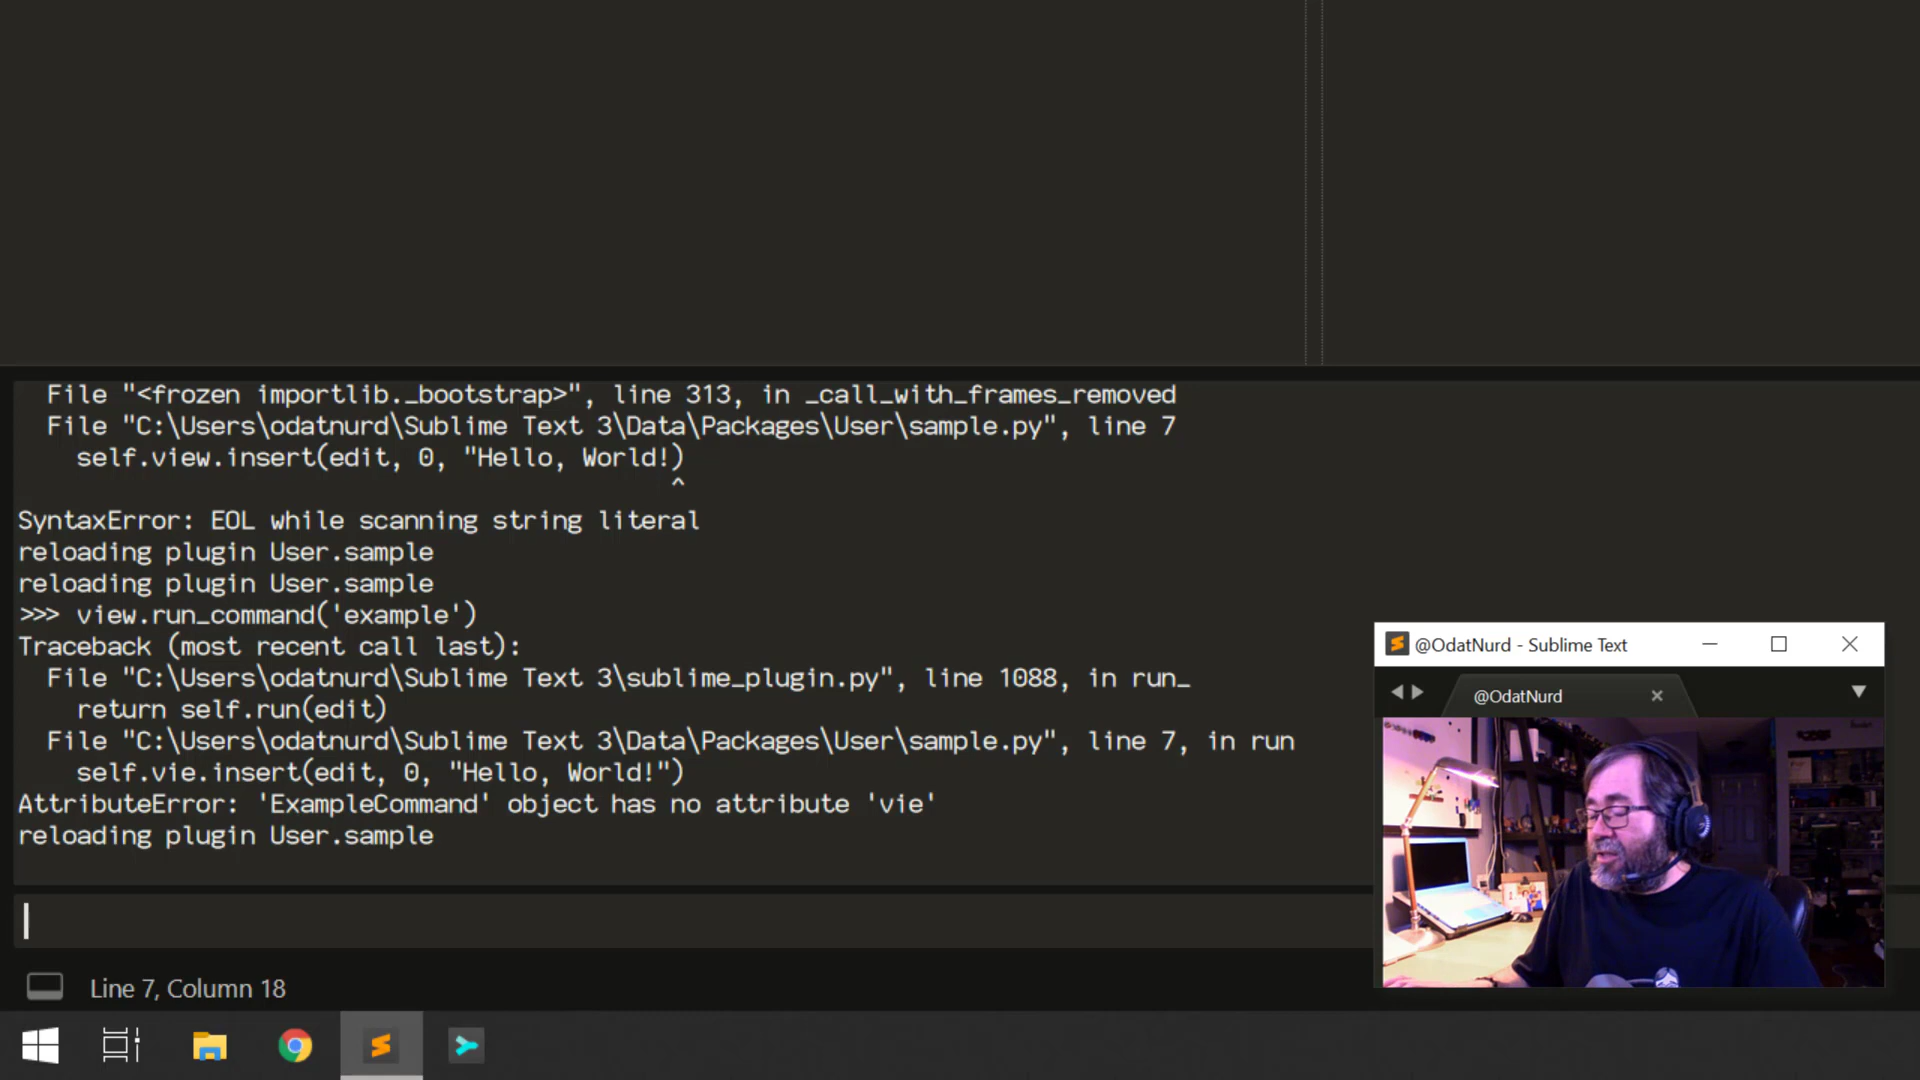 File "<frozen importlib._bootstrap>", line 313, in _call_with_frames_removed
File "C:\Users\odatnurd\Sublime Text 3\Data\Packages\User\sample.py", line 7
self.view.insert(edit, 0, "Hello, World!)
^
SyntaxError: EOL while scanning string literal
reloading plugin User.sample
reloading plugin User.sample
>>> view.run_command('example')
Traceback (most recent call last):
File "C:\Users\odatnurd\Sublime Text 3\sublime_plugin.py", line 1088, in run_
return self.run(edit)
File "C:\Users\odatnurd\Sublime Text 3\Data\Packages\User\sample.py", line 7, in run
self.vie.insert(edit, 0, "Hello, World!")
AttributeError: 'ExampleCommand' object has no attribute 'vie'
reloading plugin User.sample
@OdatNurd - Sublime Text
@OdatNurd
Line 7, Column 18